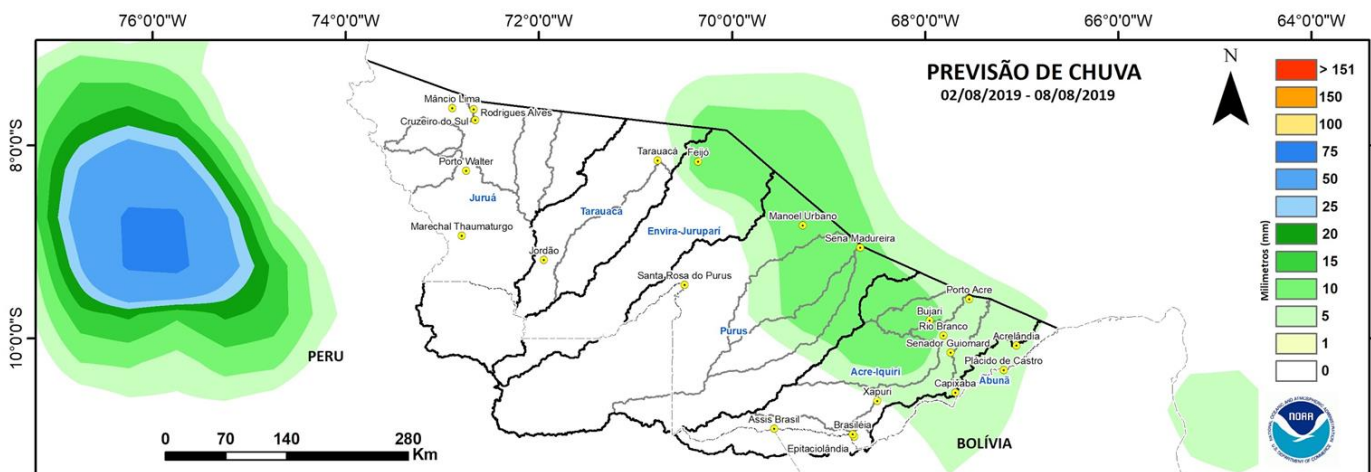 76°0'0"W 74°0'0"W 72°0'0"W 70°0'0"W 68°0'0"W 66°0'0"W 64°0'0"W
PREVISÃO DE CHUVA
02/08/2019 - 08/08/2019
N
8°0'0"S
10°0'0"S
Mâncio Lima
Rodrigues Alves
Cruzeiro do Sul
Porto Walter
Juruá
Marechal Thaumaturgo
Tarauacá
Feijó
Tarauacá
Jordão
Envira-Jurupari
Santa Rosa do Purus
Manoel Urbano
Sena Madureira
Purus
Porto Acre
Bujari
Rio Branco
Senador Guiomard
Acrelândia
Plácido de Castro
Acre-Iquiri
Abunã
Capixaba
Xapuri
Assis Brasil
Brasiléia
Epitaciolândia
PERU
BOLÍVIA
0 70 140 280
Km
Milimetros (mm)
> 151
150
100
75
50
25
20
15
10
5
1
0
NOAA